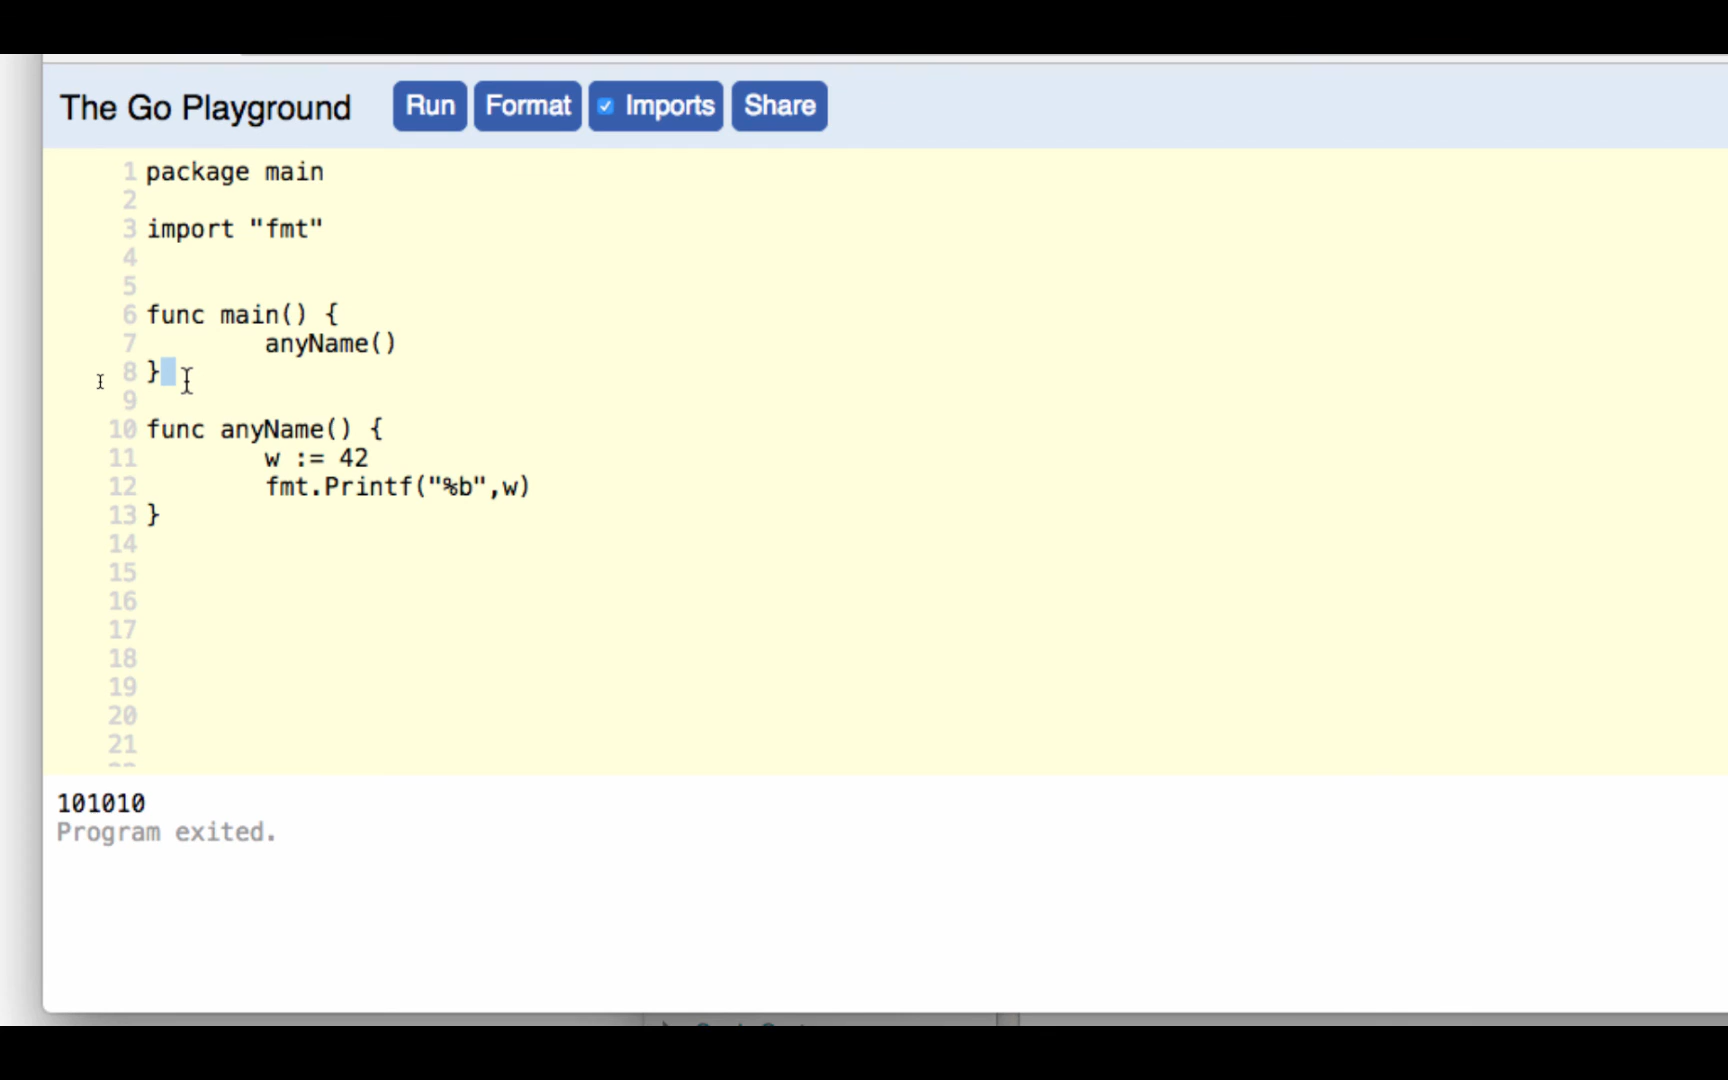 The Go Playground Run Format Imports Share
1 package main
2
3 import "fmt"
4
5
6 func main() {
7 anyName()
8 }
9
10 func anyName() {
11 w := 42
12 fmt.Printf("%b",w)
13 }
14
15
16
17
18
19
20
21
101010
Program exited.